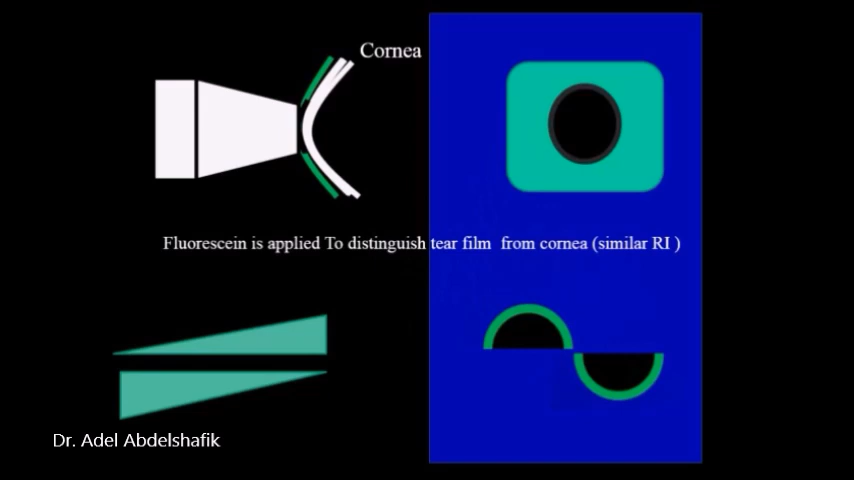 Cornea
Fluorescein is applied To distinguish tear film from cornea (similar RI )
Dr. Adel Abdelshafik